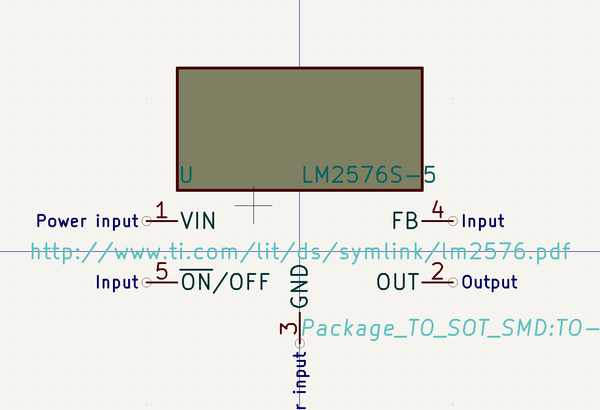 U LM2576S-5
Power input 1 VIN FB 4 Input
http://www.ti.com/lit/ds/symlink/lm2576.pdf
Input 5 ON/OFF OUT 2 Output
GND
3
Package_TO_SOT_SMD:TO-
r input